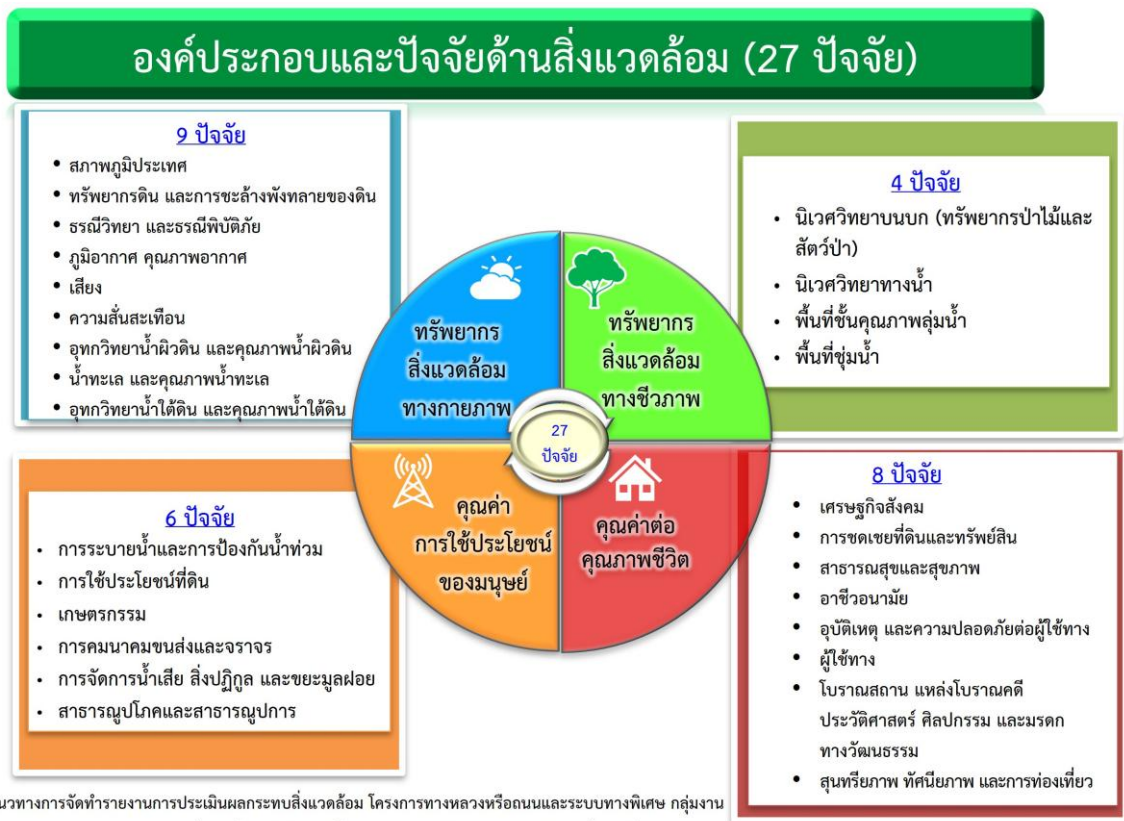 องค์ประกอบและปัจจัยด้านสิ่งแวดล้อม (27 ปัจจัย)
9 ปัจจัย
• สภาพภูมิประเทศ
• ทรัพยากรดิน และการชะล้างพังทลายของดิน
• ธรณีวิทยา และธรณีพิบัติภัย
• ภูมิอากาศ คุณภาพอากาศ
• เสียง
• ความสั่นสะเทือน
• อุทกวิทยาน้ำผิวดิน และคุณภาพน้ำผิวดิน
• น้ำทะเล และคุณภาพน้ำทะเล
• อุทกวิทยาน้ำใต้ดิน และคุณภาพน้ำใต้ดิน
4 ปัจจัย
• นิเวศวิทยาบนบก (ทรัพยากรป่าไม้และ
สัตว์ป่า)
• นิเวศวิทยาทางน้ำ
• พื้นที่ชั้นคุณภาพลุ่มน้ำ
• พื้นที่ชุ่มน้ำ
ทรัพยากร
สิ่งแวดล้อม
ทางกายภาพ
ทรัพยากร
สิ่งแวดล้อม
ทางชีวภาพ
27
ปัจจัย
คุณค่า
การใช้ประโยชน์
ของมนุษย์
คุณค่าต่อ
คุณภาพชีวิต
6 ปัจจัย
• การระบายน้ำและการป้องกันน้ำท่วม
• การใช้ประโยชน์ที่ดิน
• เกษตรกรรม
• การคมนาคมขนส่งและจราจร
• การจัดการน้ำเสีย สิ่งปฏิกูล และขยะมูลฝอย
• สาธารณูปโภคและสาธารณูปการ
8 ปัจจัย
• เศรษฐกิจสังคม
• การชดเชยที่ดินและทรัพย์สิน
• สาธารณสุขและสุขภาพ
• อาชีวอนามัย
• อุบัติเหตุ และความปลอดภัยต่อผู้ใช้ทาง
• ผู้ใช้ทาง
• โบราณสถาน แหล่งโบราณคดี
ประวัติศาสตร์ ศิลปกรรม และมรดก
ทางวัฒนธรรม
• สุนทรียภาพ ทัศนียภาพ และการท่องเที่ยว
นวทางการจัดทำรายงานการประเมินผลกระทบสิ่งแวดล้อม โครงการทางหลวงหรือถนนและระบบทางพิเศษ กลุ่มงาน